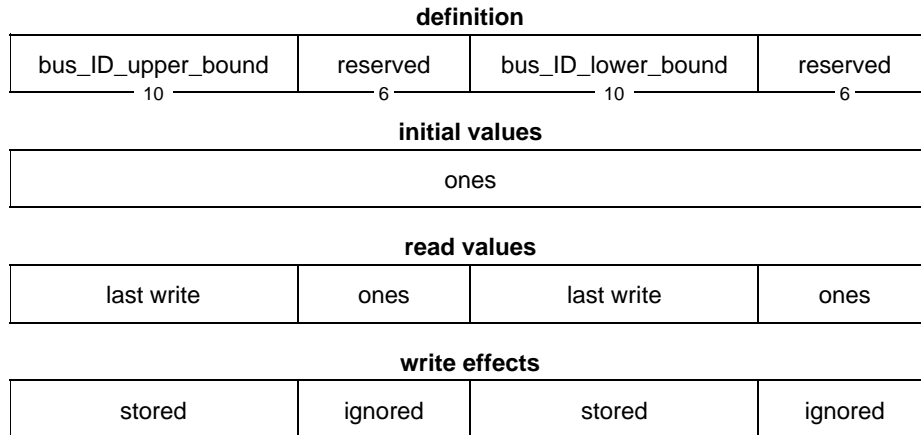 definition
bus_ID_upper_bound reserved bus_ID_lower_bound reserved
10 6 10 6
initial values
ones
read values
last write ones last write ones
write effects
stored ignored stored ignored